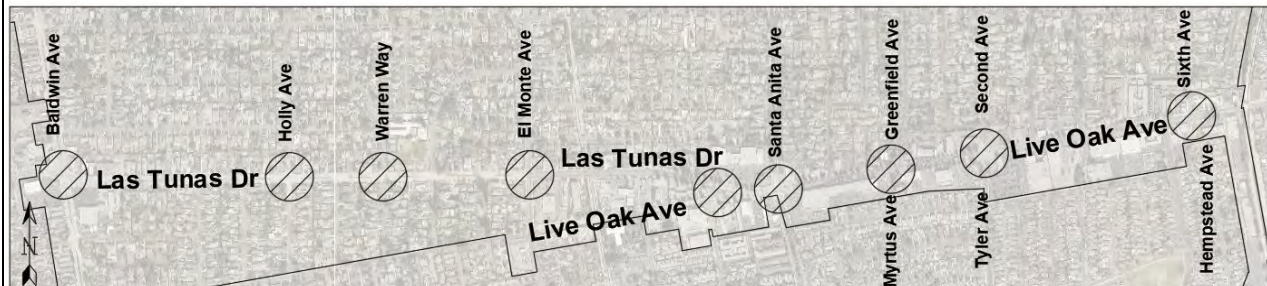 Baldwin Ave
Holly Ave
Warren Way
El Monte Ave
Santa Anita Ave
Greenfield Ave
Second Ave
Sixth Ave
Las Tunas Dr
Las Tunas Dr
Live Oak Ave
Live Oak Ave
Myrtus Ave
Tyler Ave
Hempstead Ave
N